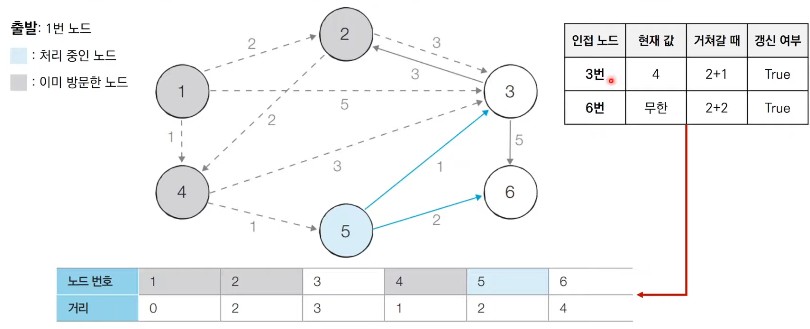 출발: 1번 노드
: 처리 중인 노드
: 이미 방문한 노드
1
2
3
4
5
6
2
3
3
5
1
2
3
1
1
2
5
인접 노드 현재 값 거쳐갈 때 갱신 여부
3번 4 2+1 True
6번 무한 2+2 True
노드 번호 1 2 3 4 5 6
거리 0 2 3 1 2 4